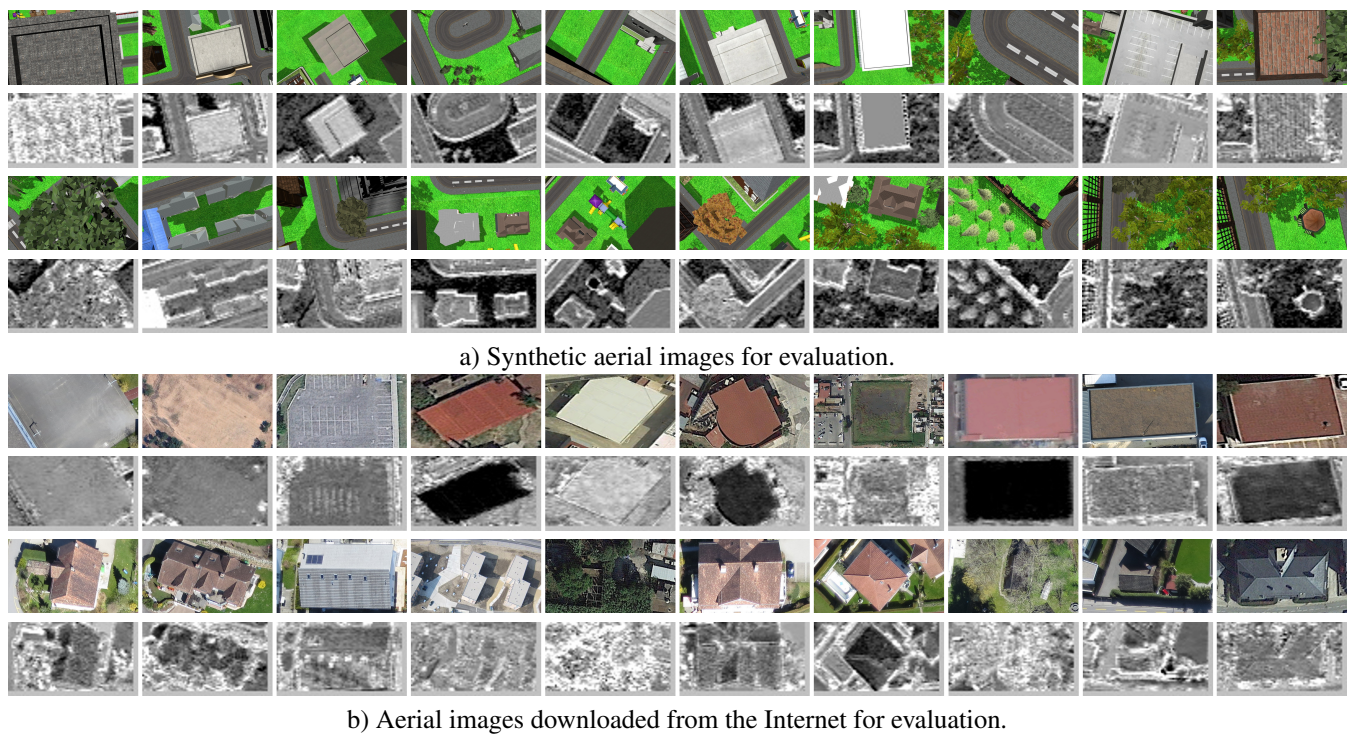 a) Synthetic aerial images for evaluation.
b) Aerial images downloaded from the Internet for evaluation.